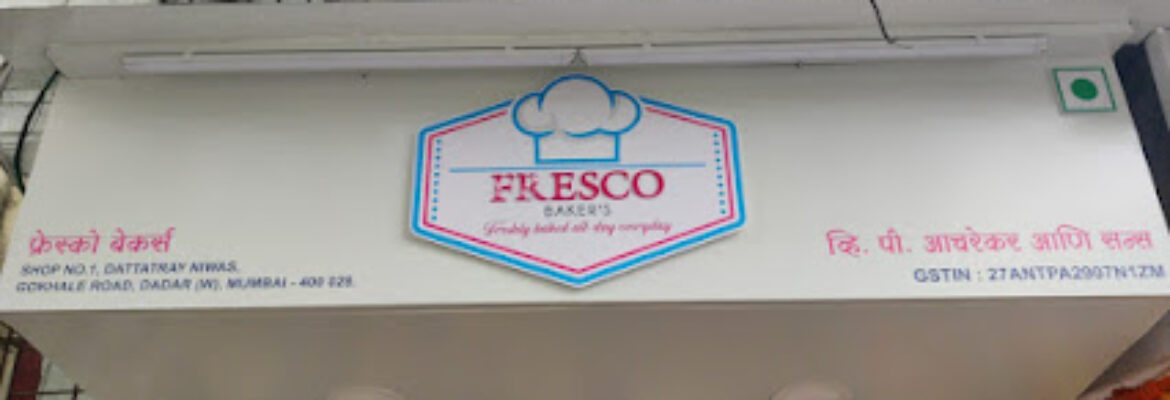 FRESCO
BAKER'S
Freshly baked all day everyday
फ्रेस्को बेकर्स
SHOP NO.1, DATTATRAY NIWAS,
GOKHALE ROAD, DADAR (W), MUMBAI - 400 028.
व्हि. पी. आचरेकर आणि सन्स
GSTIN : 27ANTPA2907N1ZM